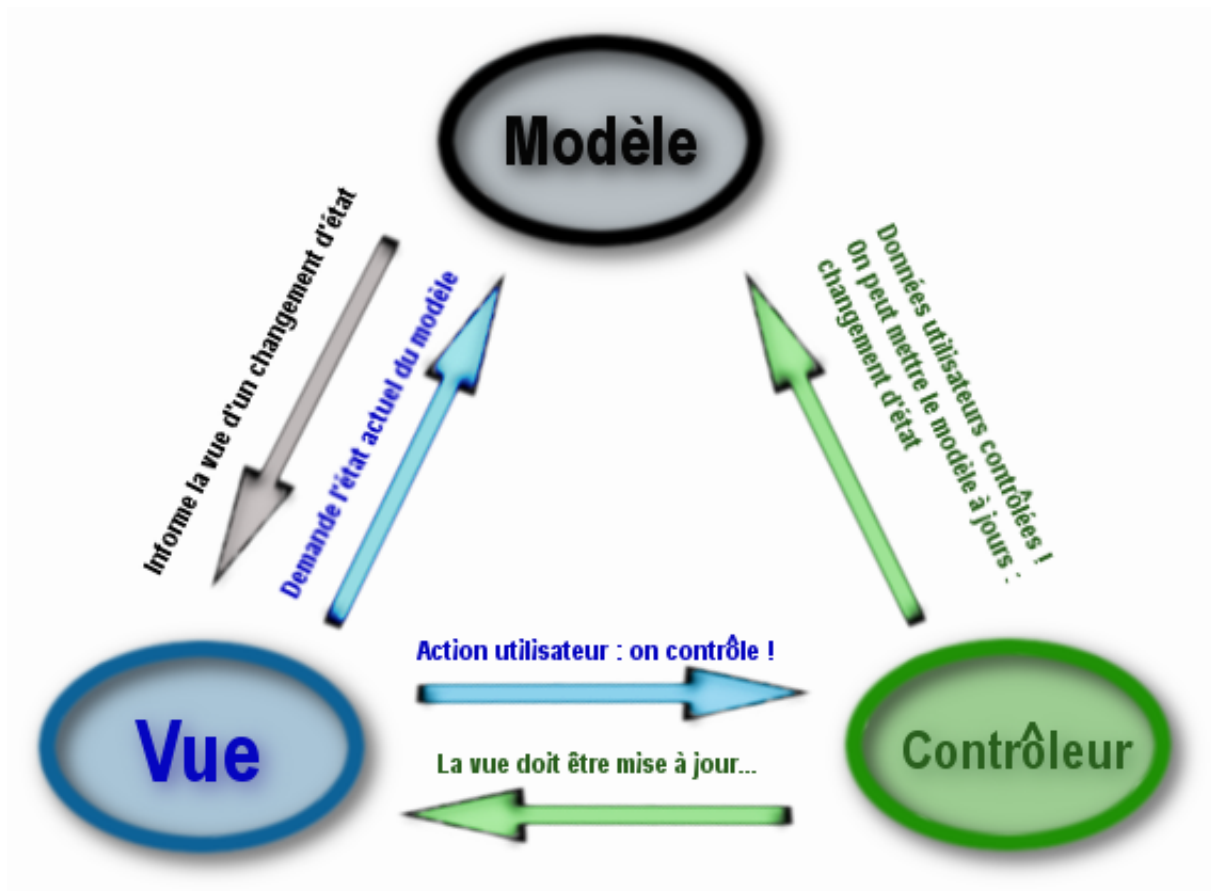 Modèle
Informe la vue d'un changement d'état
Demande l'état actuel du modèle
Données utilisateurs contrôlées !
On peut mettre le modèle à jours :
changement d'état
Action utilisateur : on contrôle !
Vue
Contrôleur
La vue doit être mise à jour...